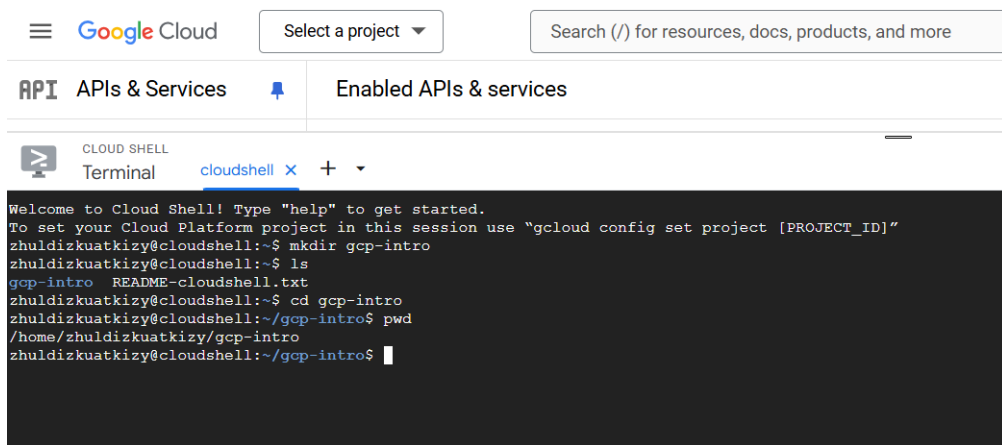 Google Cloud
Select a project
Search (/) for resources, docs, products, and more
API
APIs & Services
Enabled APIs & services
CLOUD SHELL
Terminal
cloudshell
Welcome to Cloud Shell! Type "help" to get started.
To set your Cloud Platform project in this session use “gcloud config set project [PROJECT_ID]”
zhuldizkuatkizy@cloudshell:~$ mkdir gcp-intro
zhuldizkuatkizy@cloudshell:~$ ls
gcp-intro  README-cloudshell.txt
zhuldizkuatkizy@cloudshell:~$ cd gcp-intro
zhuldizkuatkizy@cloudshell:~/gcp-intro$ pwd
/home/zhuldizkuatkizy/gcp-intro
zhuldizkuatkizy@cloudshell:~/gcp-intro$